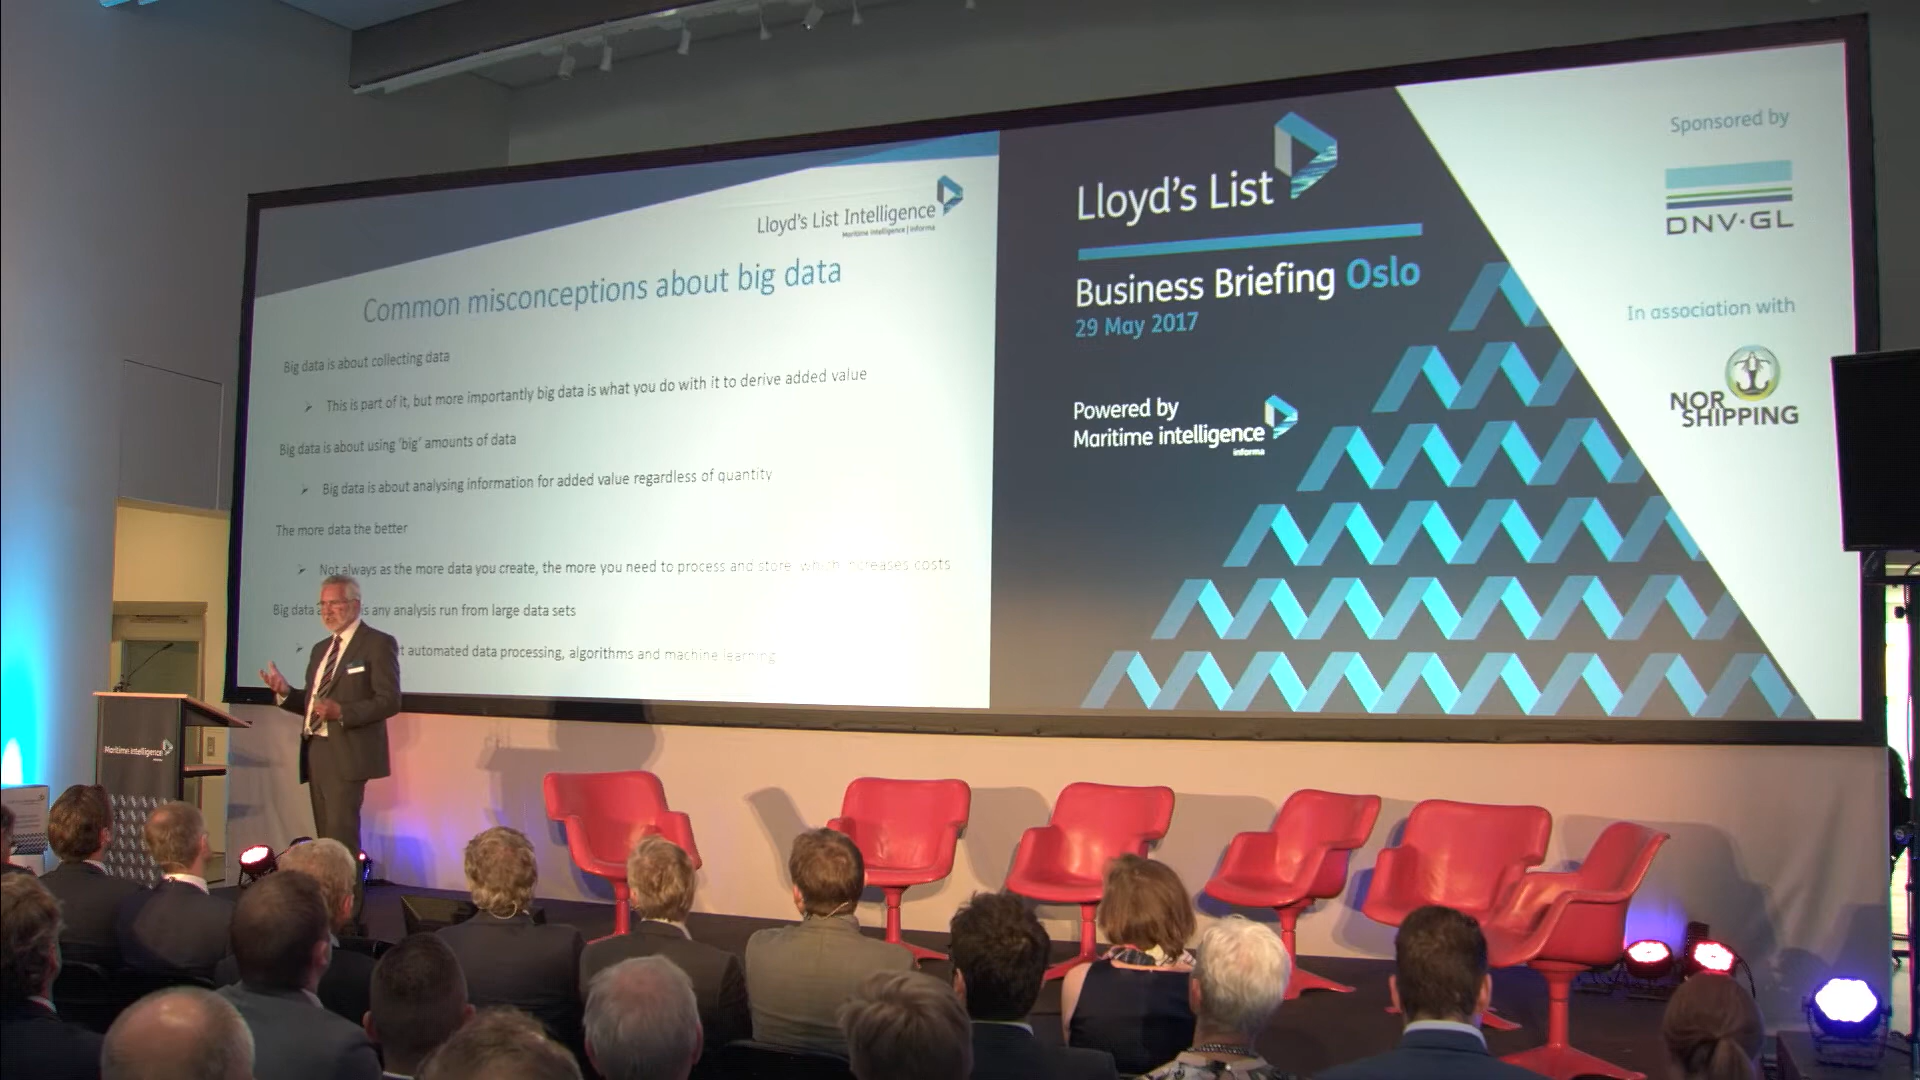 Lloyd's List Intelligence
Maritime intelligence | informa
Common misconceptions about big data
Big data is about collecting data
This is part of it, but more importantly big data is what you do with it to derive added value
Big data is about using 'big' amounts of data
Big data is about analysing information for added value regardless of quantity
The more data the better
Not always as the more data you create, the more you need to process and store, which increases costs
Big data is any analysis run from large data sets
automated data processing, algorithms and machine learning
Lloyd's List
Business Briefing Oslo
29 May 2017
Powered by
Maritime intelligence
informa
Sponsored by
DNV·GL
In association with
NOR
SHIPPING
Maritime intelligence